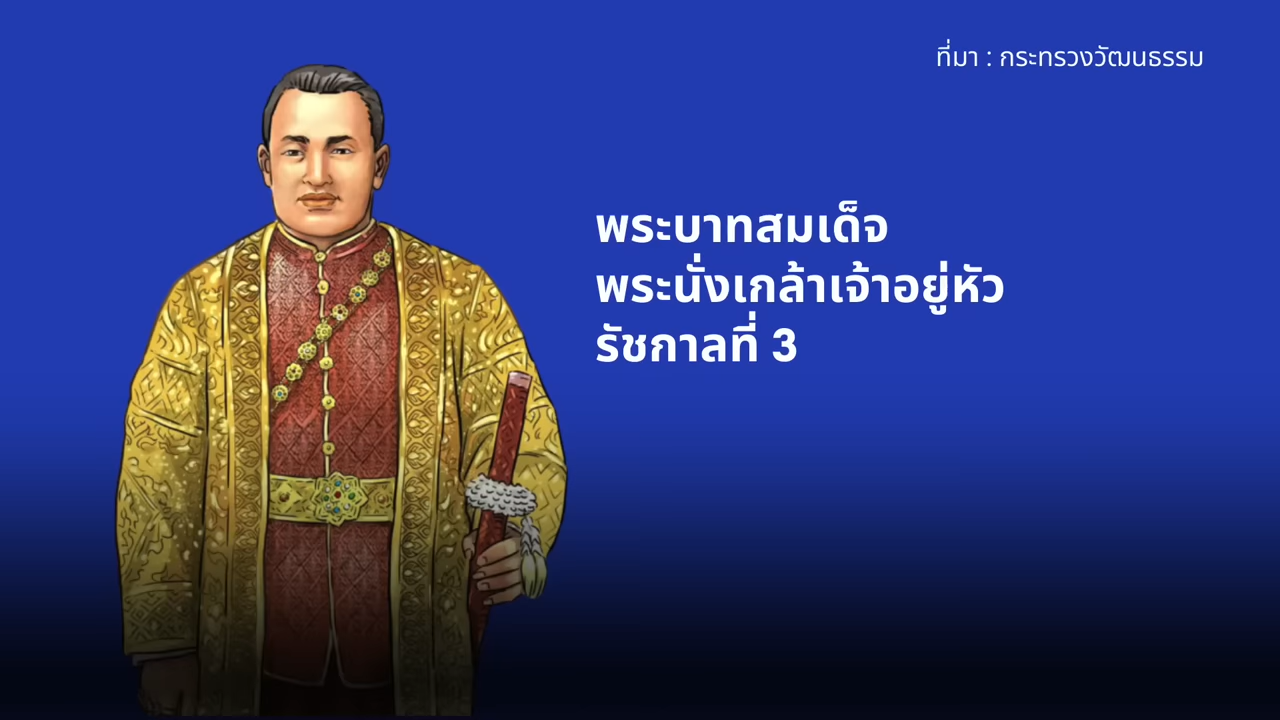 ที่มา : กระทรวงวัฒนธรรม
พระบาทสมเด็จ
พระนั่งเกล้าเจ้าอยู่หัว
รัชกาลที่ 3